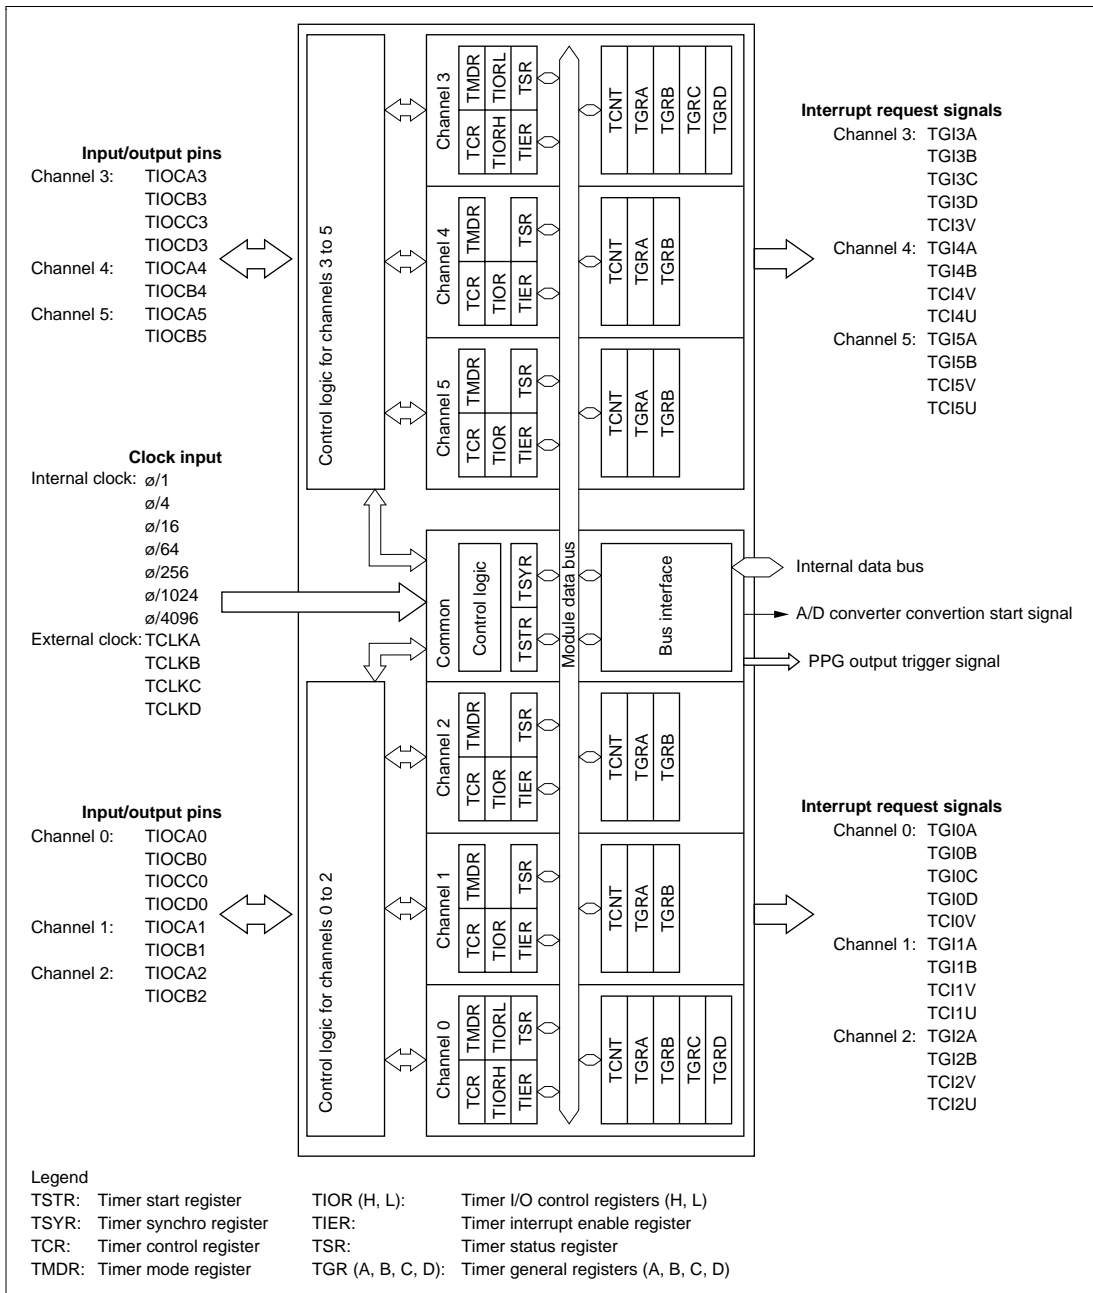 Input/output pins
Channel 3: TIOCA3
TIOCB3
TIOCC3
TIOCD3
Channel 4: TIOCA4
TIOCB4
Channel 5: TIOCA5
TIOCB5
Clock input
Internal clock: ø/1
ø/4
ø/16
ø/64
ø/256
ø/1024
ø/4096
External clock: TCLKA
TCLKB
TCLKC
TCLKD
Input/output pins
Channel 0: TIOCA0
TIOCB0
TIOCC0
TIOCD0
Channel 1: TIOCA1
TIOCB1
Channel 2: TIOCA2
TIOCB2
Control logic for channels 3 to 5
Control logic for channels 0 to 2
Channel 3
TCR TMDR
TIORH TIORL
TIER TSR
TCNT
TGRA
TGRB
TGRC
TGRD
Channel 4
TCR TMDR
TIOR
TIER TSR
TCNT
TGRA
TGRB
Channel 5
TCR TMDR
TIOR
TIER TSR
TCNT
TGRA
TGRB
Common
Control logic
TSTR TSYR
Module data bus
Bus interface
Channel 2
TCR TMDR
TIOR
TIER TSR
TCNT
TGRA
TGRB
Channel 1
TCR TMDR
TIOR
TIER TSR
TCNT
TGRA
TGRB
Channel 0
TCR TMDR
TIORH TIORL
TIER TSR
TCNT
TGRA
TGRB
TGRC
TGRD
Interrupt request signals
Channel 3: TGI3A
TGI3B
TGI3C
TGI3D
TCI3V
Channel 4: TGI4A
TGI4B
TCI4V
TCI4U
Channel 5: TGI5A
TGI5B
TCI5V
TCI5U
Internal data bus
A/D converter convertion start signal
PPG output trigger signal
Interrupt request signals
Channel 0: TGI0A
TGI0B
TGI0C
TGI0D
TCI0V
Channel 1: TGI1A
TGI1B
TCI1V
TCI1U
Channel 2: TGI2A
TGI2B
TCI2V
TCI2U
Legend
TSTR: Timer start register TIOR (H, L): Timer I/O control registers (H, L)
TSYR: Timer synchro register TIER: Timer interrupt enable register
TCR: Timer control register TSR: Timer status register
TMDR: Timer mode register TGR (A, B, C, D): Timer general registers (A, B, C, D)